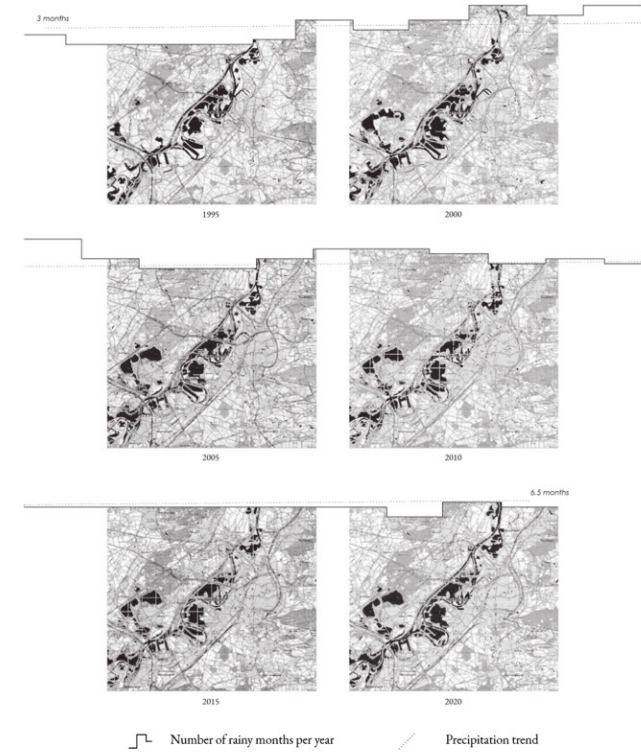 3 months
1995
2000
2005
2010
6.5 months
2015
2020
Number of rainy months per year
Precipitation trend